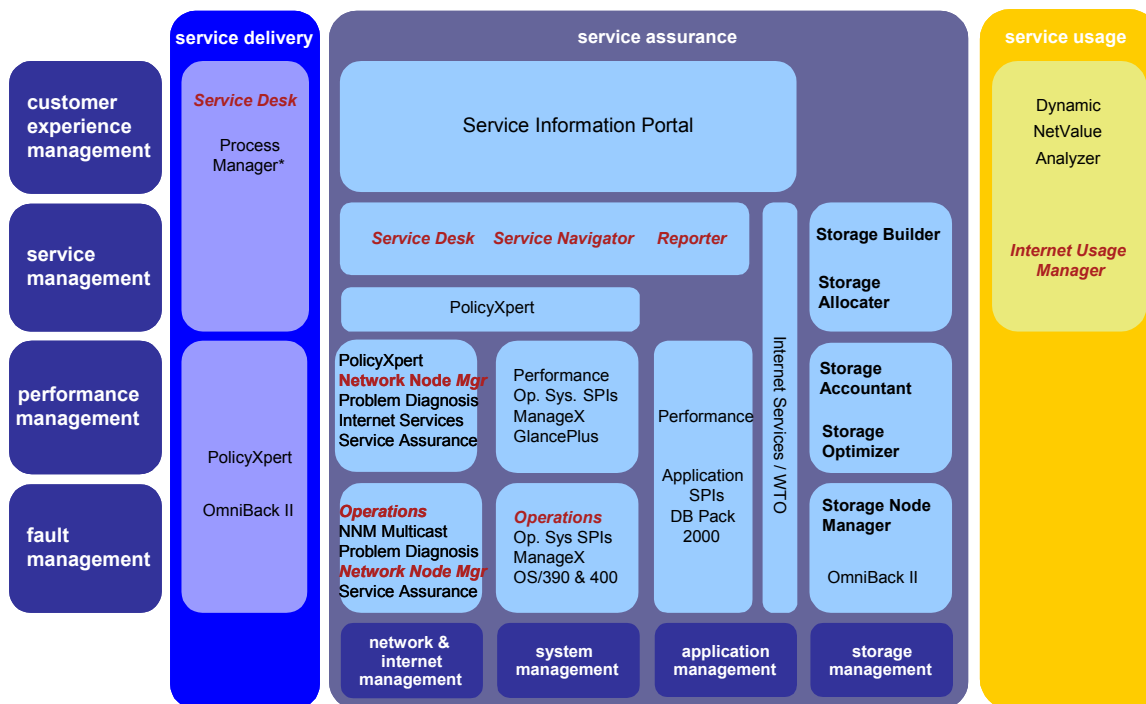 service delivery
service assurance
service usage
customer
experience
management
Service Desk
Process
Manager*
Service Information Portal
Dynamic
NetValue
Analyzer
service
management
Service Desk
Service Navigator
Reporter
PolicyXpert
Internet Services / WTO
Storage Builder
Storage
Allocater
Internet Usage
Manager
performance
management
PolicyXpert
OmniBack II
PolicyXpert
Network Node Mgr
Problem Diagnosis
Internet Services
Service Assurance
Performance
Op. Sys. SPIs
ManageX
GlancePlus
Performance
Application
SPIs
DB Pack
2000
Storage
Accountant
Storage
Optimizer
fault
management
Operations
NNM Multicast
Problem Diagnosis
Network Node Mgr
Service Assurance
Operations
Op. Sys SPIs
ManageX
OS/390 & 400
Storage Node
Manager
OmniBack II
network &
internet
management
system
management
application
management
storage
management